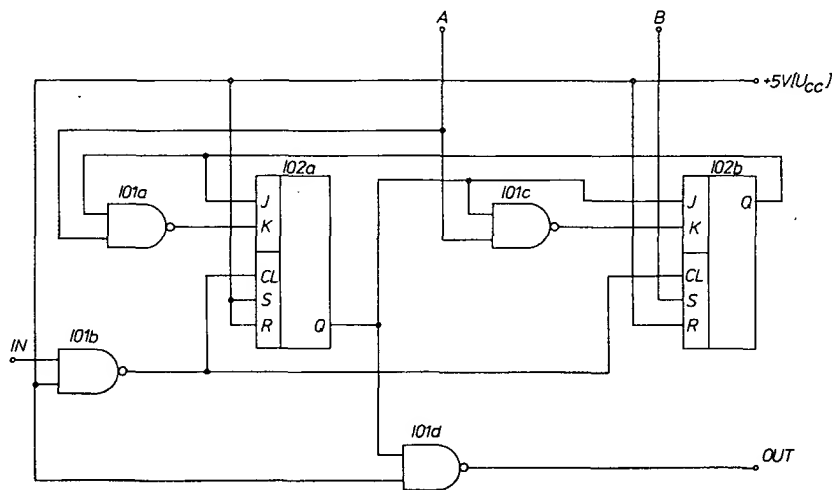 A
B
+5V(UCC)
I02a
I02b
I01a
I01c
J
K
CL
S
R
Q
J
K
CL
S
R
Q
IN
I01b
I01d
OUT